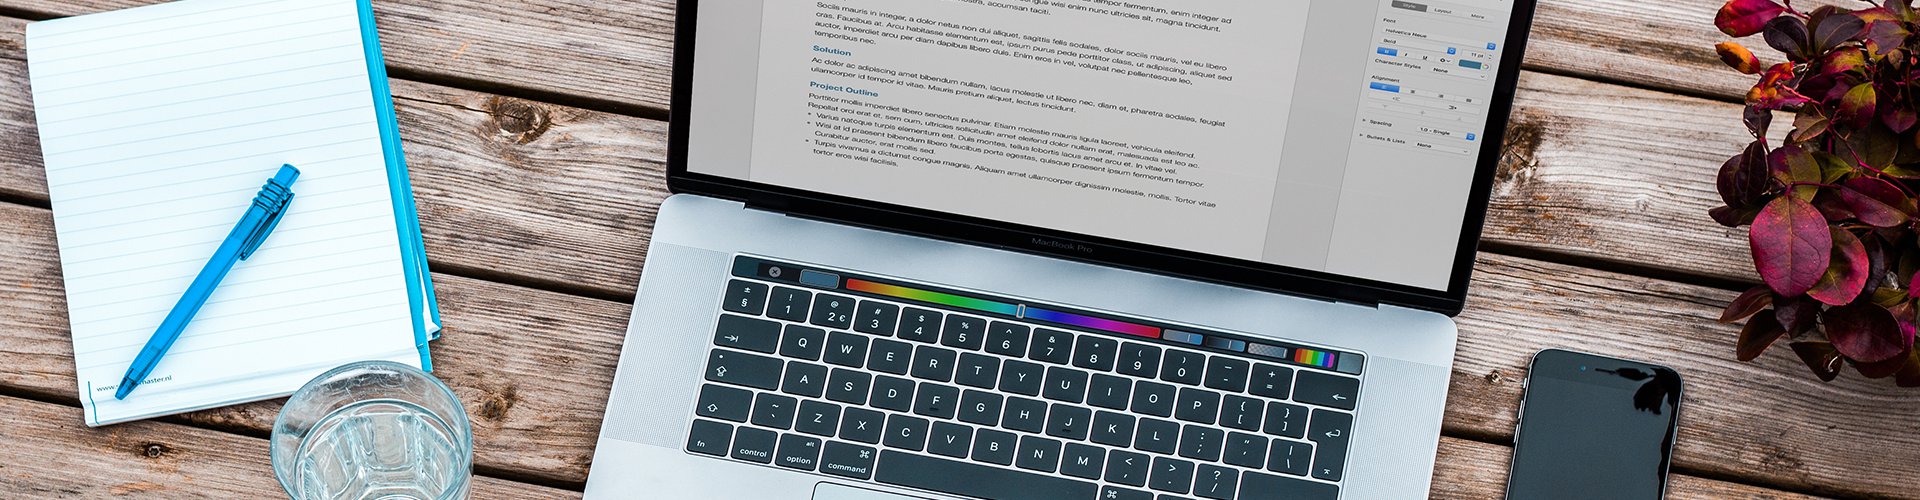 tempor fermentum, enim integer ad
congue wisi enim nunc ultricies sit, magna tincidunt,
nostra, accumsan taciti.
Sociis mauris in integer, a dolor netus non dui aliquet, sagittis felis sodales, dolor sociis mauris, vel eu libero
cras. Faucibus at. Arcu habitasse elementum est, ipsum purus pede porttitor class, ut adipiscing, aliquet sed
auctor, imperdiet arcu per diam dapibus libero duis. Enim eros in vel, volutpat nec pellentesque leo,
temporibus nec.
Solution
Ac dolor ac adipiscing amet bibendum nullam, lacus molestie ut libero nec, diam et, pharetra sodales, feugiat
ullamcorper id tempor id vitae. Mauris pretium aliquet, lectus tincidunt.
Project Outline
Porttitor mollis imperdiet libero senectus pulvinar. Etiam molestie mauris ligula laoreet, vehicula eleifend.
Repellat orci erat et, sem cum, ultricies sollicitudin amet eleifend dolor nullam erat, malesuada est leo ac.
• Varius natoque turpis elementum est. Duis montes, tellus lobortis lacus amet arcu et. In vitae vel.
• Wisi at id praesent bibendum libero faucibus porta egestas, quisque praesent ipsum fermentum tempor.
Curabitur auctor, erat mollis sed.
• Turpis vivamus a dictumst congue magnis. Aliquam amet ullamcorper dignissim molestie, mollis. Tortor vitae
tortor eros wisi facilisis.
Style Layout More
Font
Helvetica Neue
Bold 11 pt
B I U
Character Styles None
Alignment
Spacing 1.0 - Single
Bullets & Lists None
MacBook Pro
± § ! 1 @ 2 € # 3 $ 4 % 5 ^ 6 & 7 * 8 ( 9 ) 0 _ - + =
Q W E R T Y U I O P { [ } ]
A S D F G H J K L : ; " ' | \
~ ` Z X C V B N M < , > . ? /
fn control alt option ⌘ command ⌘